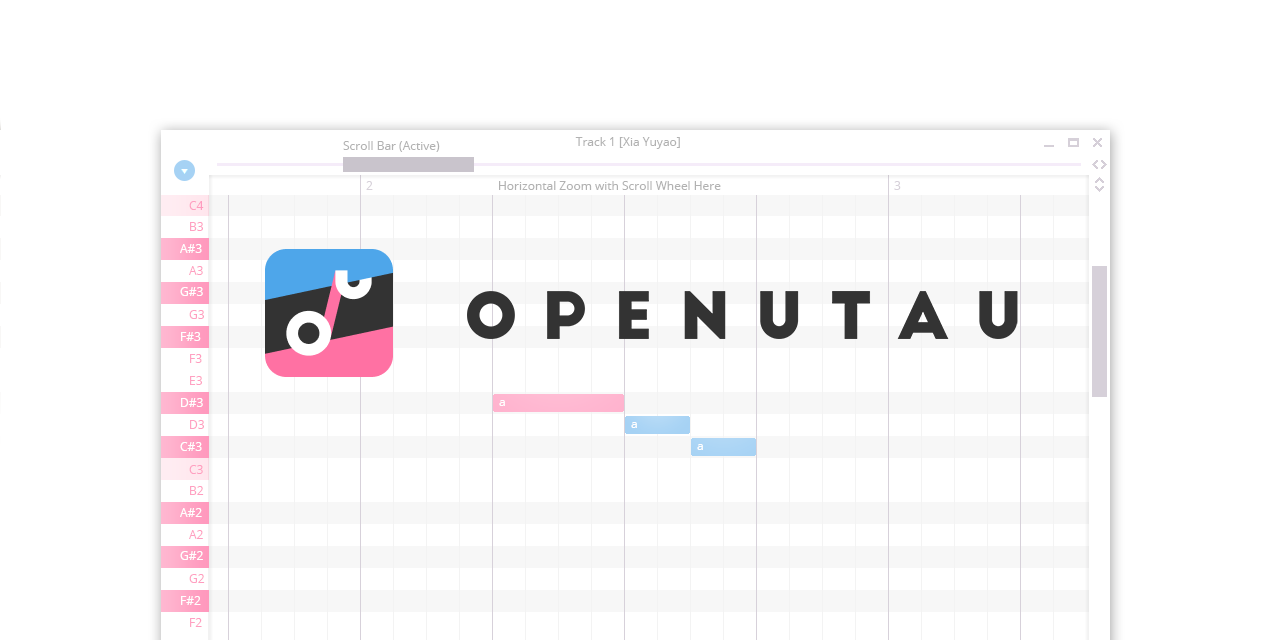 Track 1 [Xia Yuyao]
Scroll Bar (Active)
2 Horizontal Zoom with Scroll Wheel Here 3
C4
B3
A#3
A3
G#3
G3
F#3
F3
E3
D#3
D3
C#3
C3
B2
A#2
A2
G#2
G2
F#2
F2
OPENUTAU
a
a
a